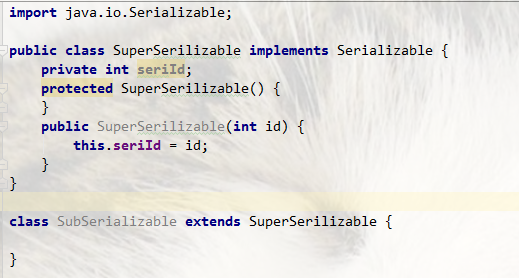 import java.io.Serializable;
public class SuperSerilizable implements Serializable {
    private int seriId;
    protected SuperSerilizable() {
    }
    public SuperSerilizable(int id) {
        this.seriId = id;
    }
}
class SubSerializable extends SuperSerilizable {
}